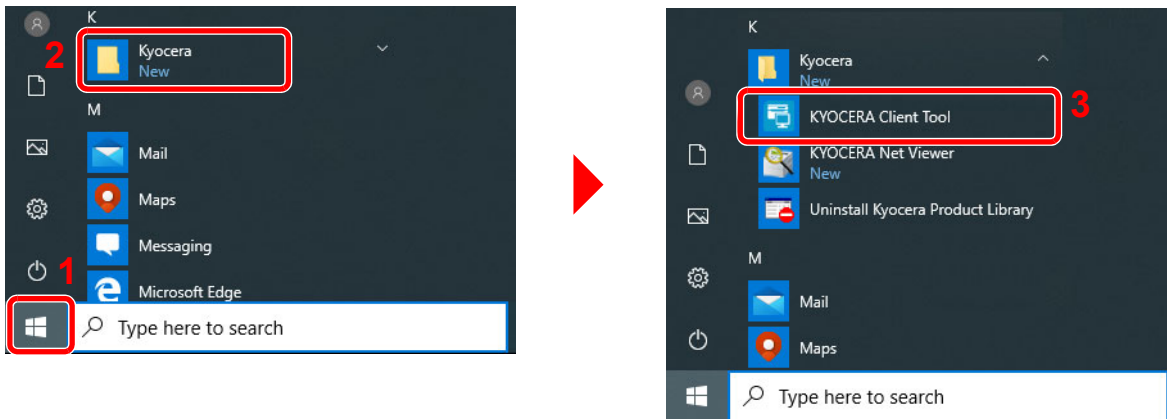 K
2
Kyocera
New
M
Mail
Maps
Messaging
1
Microsoft Edge
Type here to search
K
Kyocera
New
KYOCERA Client Tool
3
KYOCERA Net Viewer
New
Uninstall Kyocera Product Library
M
Mail
Maps
Type here to search